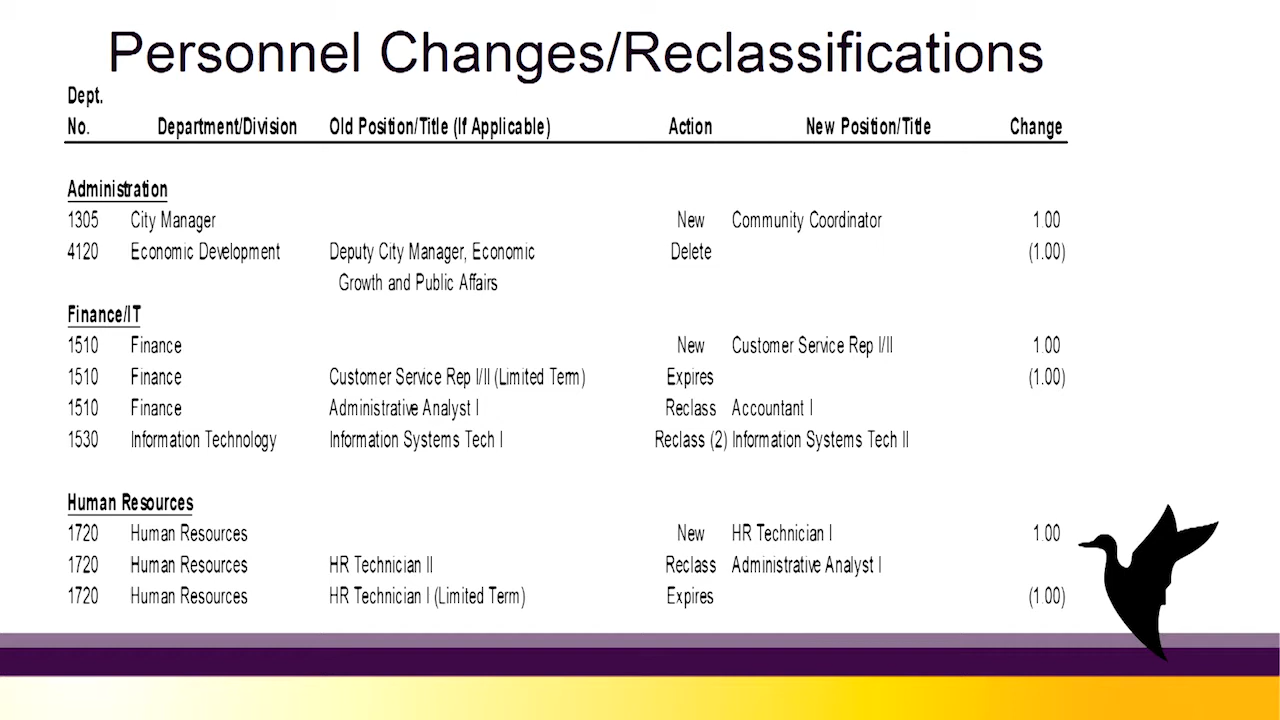 Personnel Changes/Reclassifications
Dept.
No. Department/Division Old Position/Title (If Applicable) Action New Position/Title Change
Administration
1305 City Manager New Community Coordinator 1.00
4120 Economic Development Deputy City Manager, Economic Delete (1.00)
Growth and Public Affairs
Finance/IT
1510 Finance New Customer Service Rep I/II 1.00
1510 Finance Customer Service Rep I/II (Limited Term) Expires (1.00)
1510 Finance Administrative Analyst I Reclass Accountant I
1530 Information Technology Information Systems Tech I Reclass (2) Information Systems Tech II
Human Resources
1720 Human Resources New HR Technician I 1.00
1720 Human Resources HR Technician II Reclass Administrative Analyst I
1720 Human Resources HR Technician I (Limited Term) Expires (1.00)